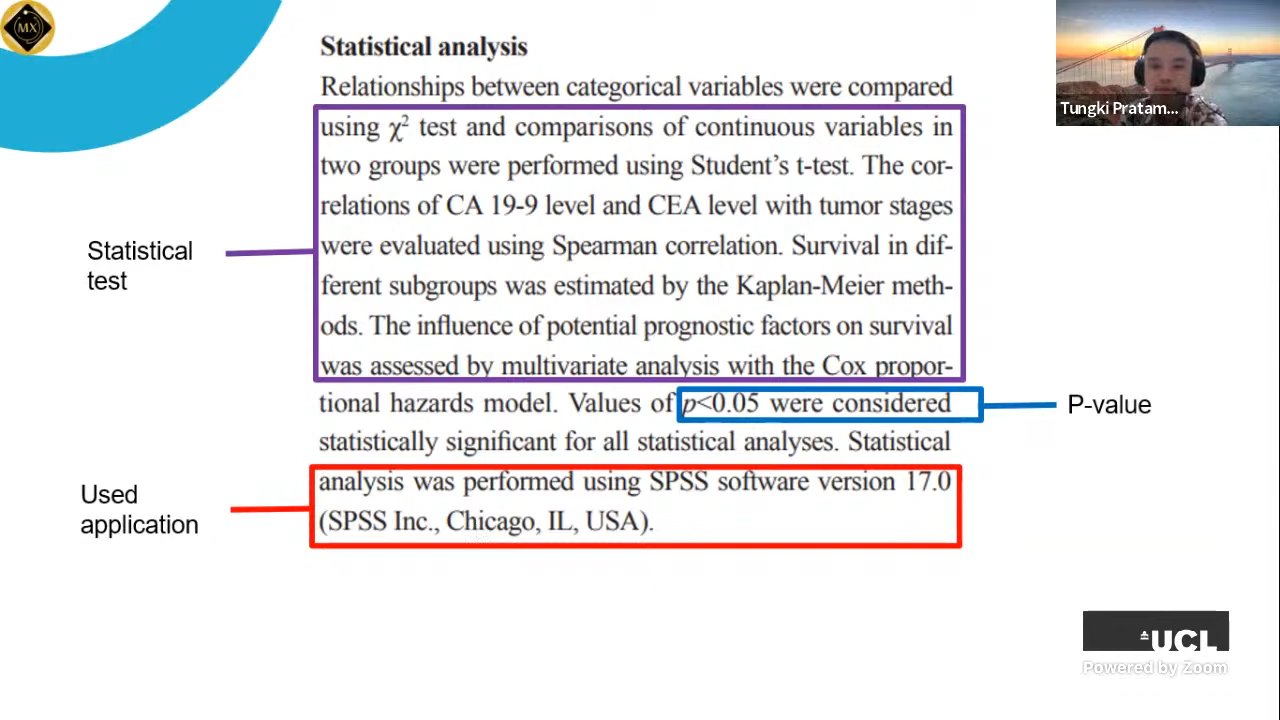 MX
Statistical analysis
Relationships between categorical variables were compared
using χ² test and comparisons of continuous variables in
two groups were performed using Student's t-test. The cor-
relations of CA 19-9 level and CEA level with tumor stages
were evaluated using Spearman correlation. Survival in dif-
ferent subgroups was estimated by the Kaplan-Meier meth-
ods. The influence of potential prognostic factors on survival
was assessed by multivariate analysis with the Cox propor-
tional hazards model. Values of p<0.05 were considered
statistically significant for all statistical analyses. Statistical
analysis was performed using SPSS software version 17.0
(SPSS Inc., Chicago, IL, USA).
Statistical
test
P-value
Used
application
Tungki Pratam...
UCL
Powered by Zoom